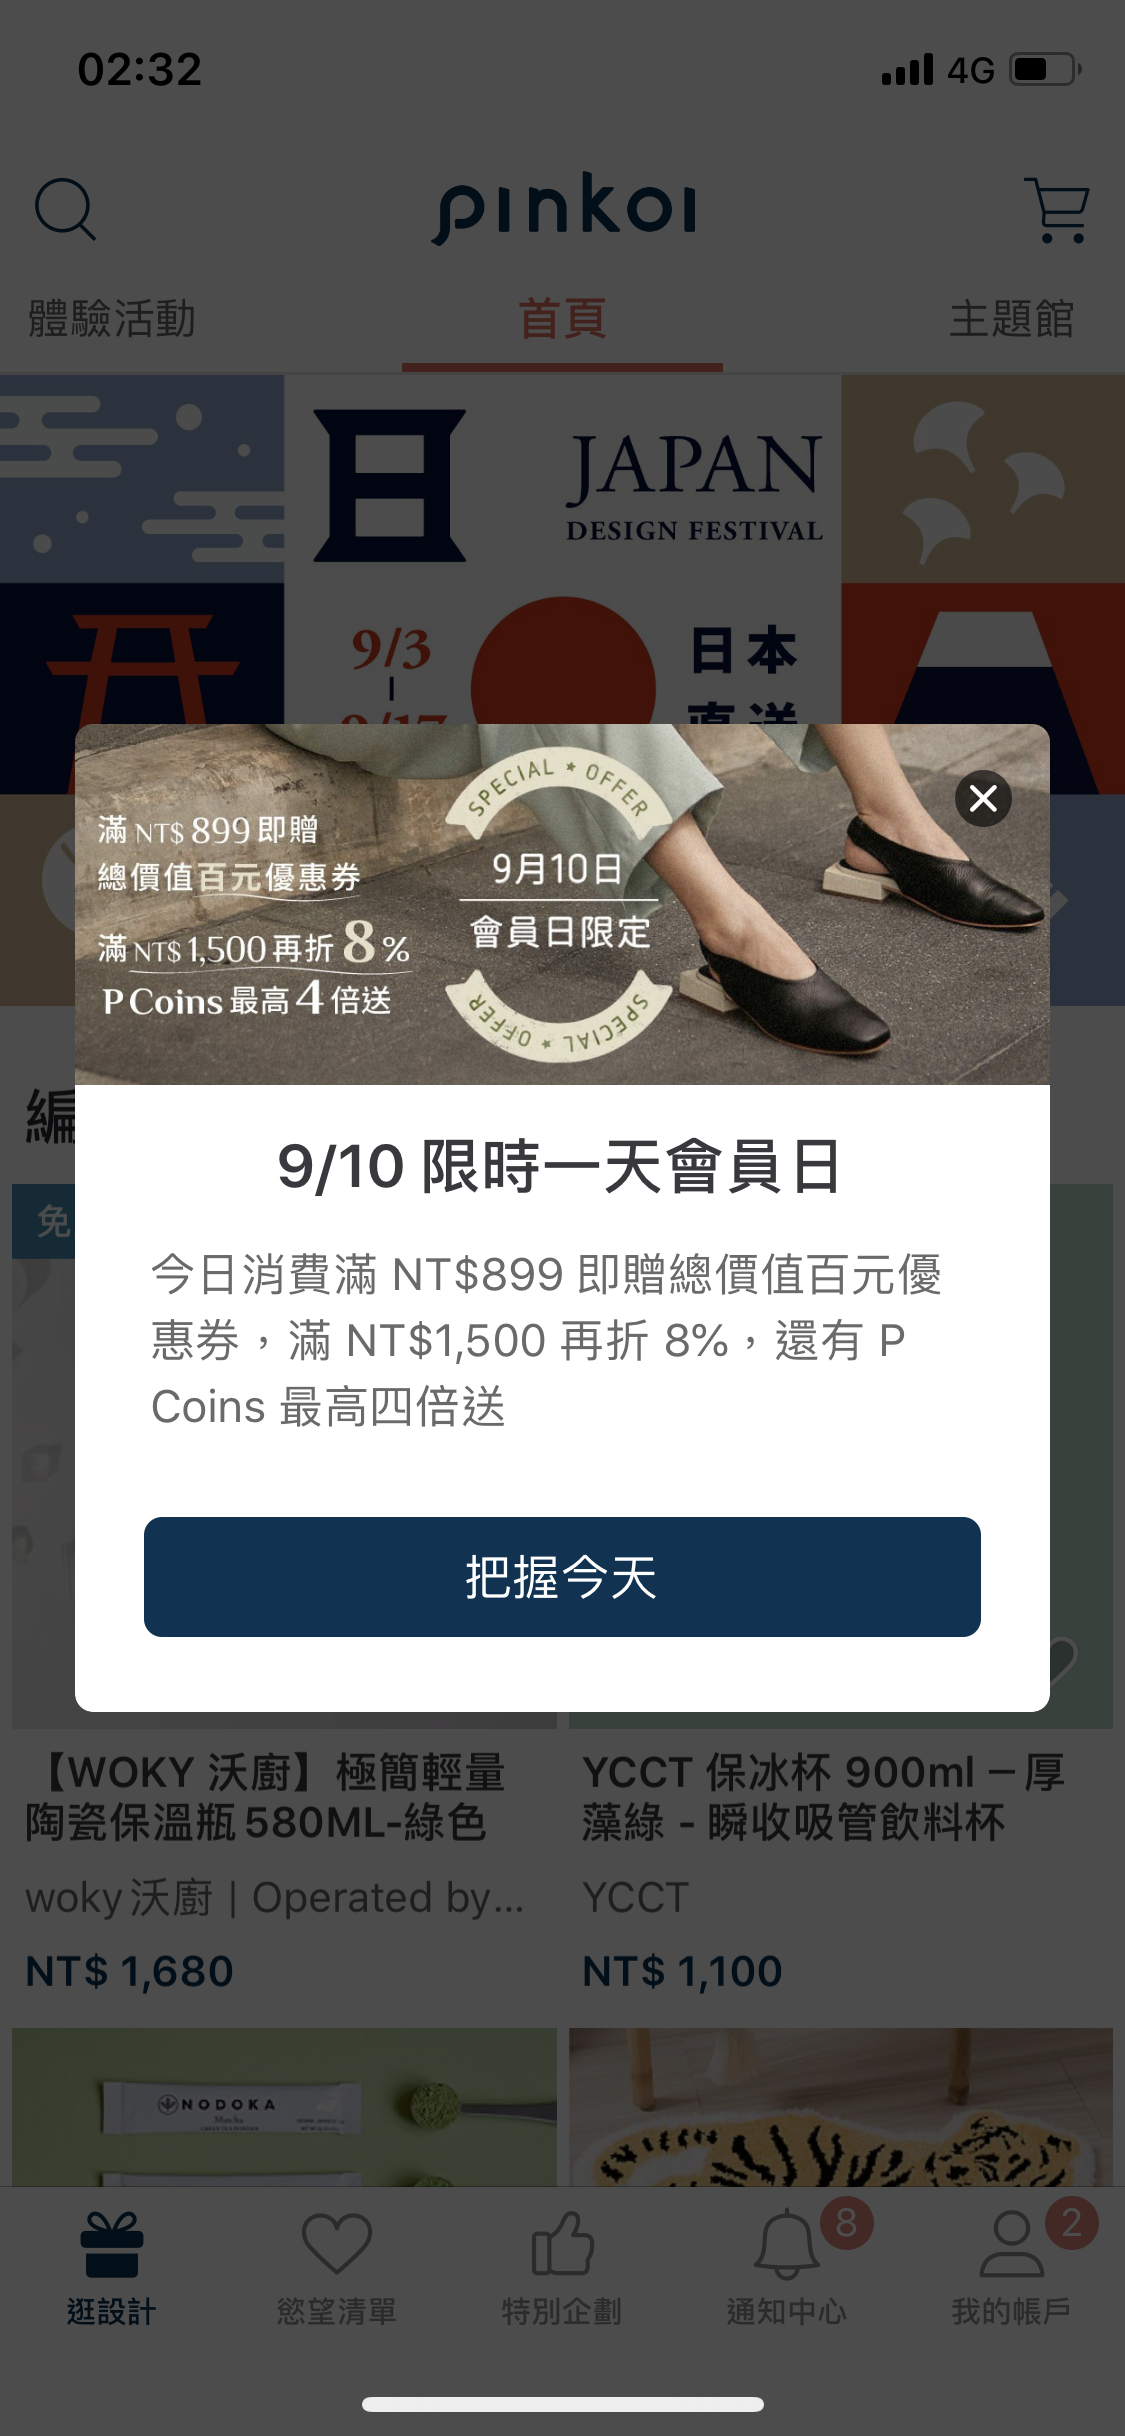 02:32
4G
pinkoi
體驗活動
首頁
主題館
日
JAPAN
DESIGN FESTIVAL
9/3
9/17
日本
直送
SPECIAL ★ OFFER
滿 NT$ 899 即贈
總價值百元優惠券
滿 NT$ 1,500 再折 8 %
P Coins 最高 4 倍送
9月10日
會員日限定
SPECIAL ★ OFFER
編
9/10 限時一天會員日
免
今日消費滿 NT$899 即贈總價值百元優
惠券，滿 NT$1,500 再折 8%，還有 P
Coins 最高四倍送
把握今天
【WOKY 沃廚】極簡輕量
陶瓷保溫瓶 580ML-綠色
woky沃廚 | Operated by...
NT$ 1,680
YCCT 保冰杯 900ml － 厚
藻綠 - 瞬收吸管飲料杯
YCCT
NT$ 1,100
NODOKA
Matcha
8
2
逛設計
慾望清單
特別企劃
通知中心
我的帳戶